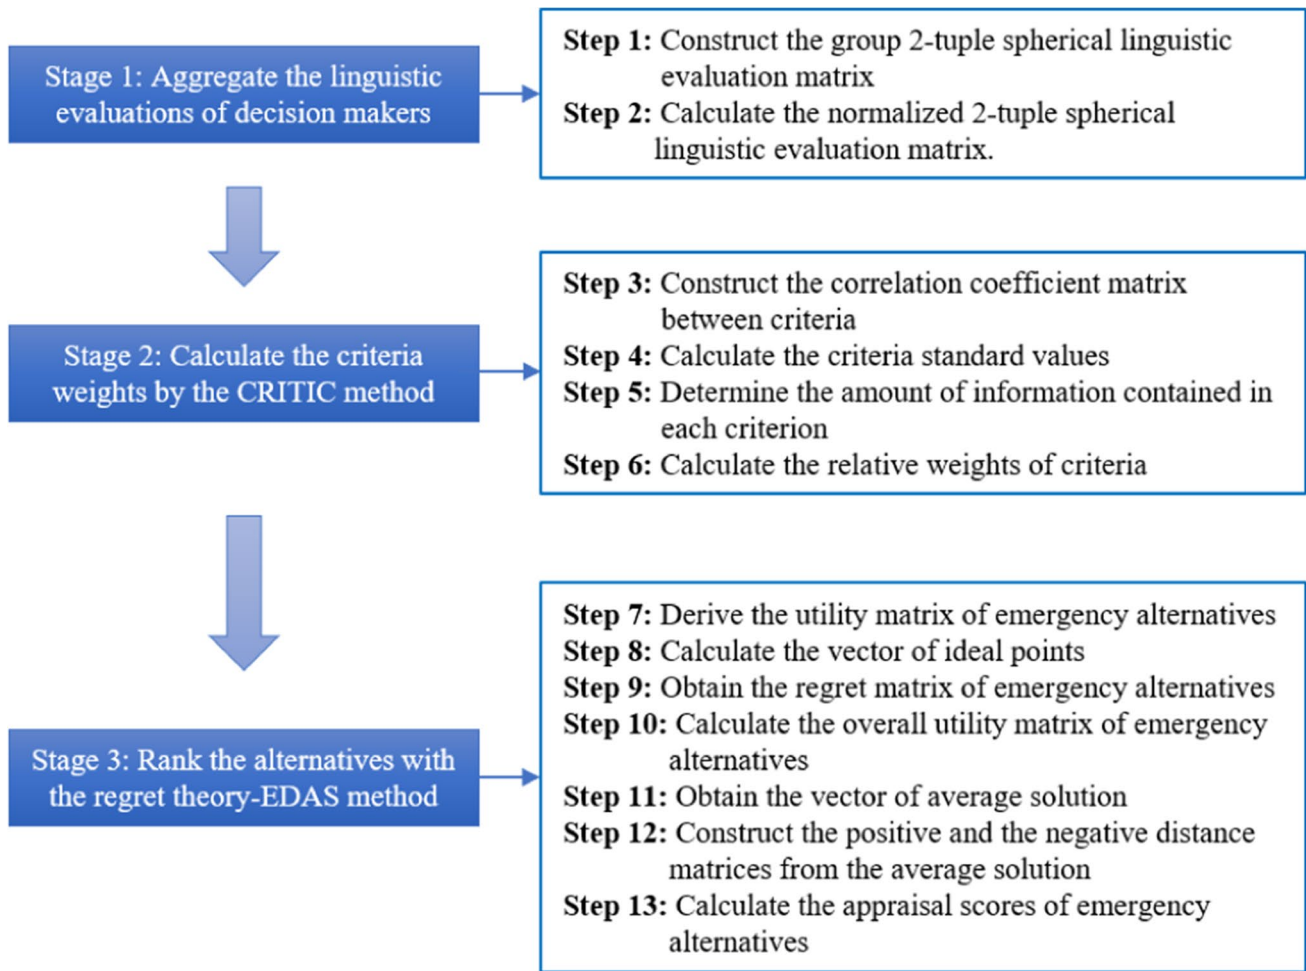 Stage 1: Aggregate the linguistic
evaluations of decision makers
Step 1: Construct the group 2-tuple spherical linguistic
evaluation matrix
Step 2: Calculate the normalized 2-tuple spherical
linguistic evaluation matrix.
Stage 2: Calculate the criteria
weights by the CRITIC method
Step 3: Construct the correlation coefficient matrix
between criteria
Step 4: Calculate the criteria standard values
Step 5: Determine the amount of information contained in
each criterion
Step 6: Calculate the relative weights of criteria
Stage 3: Rank the alternatives with
the regret theory-EDAS method
Step 7: Derive the utility matrix of emergency alternatives
Step 8: Calculate the vector of ideal points
Step 9: Obtain the regret matrix of emergency alternatives
Step 10: Calculate the overall utility matrix of emergency
alternatives
Step 11: Obtain the vector of average solution
Step 12: Construct the positive and the negative distance
matrices from the average solution
Step 13: Calculate the appraisal scores of emergency
alternatives